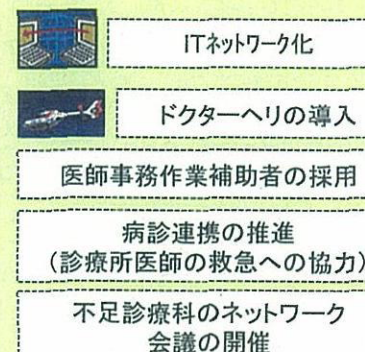 ITネットワーク化
ドクターヘリの導入
医師事務作業補助者の採用
病診連携の推進
(診療所医師の救急への協力)
不足診療科のネットワーク
会議の開催